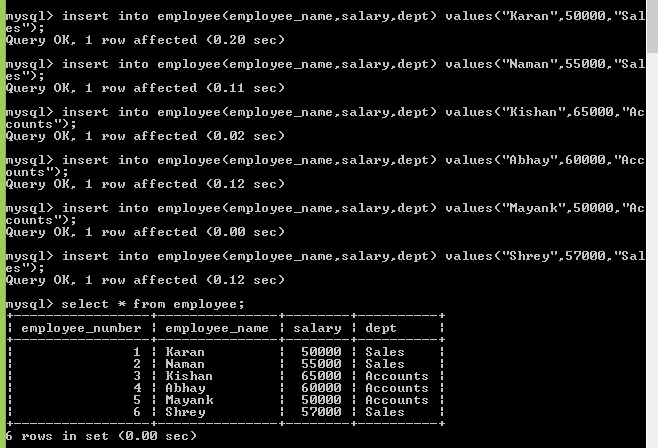 mysql> insert into employee(employee_name,salary,dept) values("Karan",50000,"Sal
es");
Query OK, 1 row affected (0.20 sec)
mysql> insert into employee(employee_name,salary,dept) values("Naman",55000,"Sal
es");
Query OK, 1 row affected (0.11 sec)
mysql> insert into employee(employee_name,salary,dept) values("Kishan",65000,"Ac
counts");
Query OK, 1 row affected (0.02 sec)
mysql> insert into employee(employee_name,salary,dept) values("Abhay",60000,"Acc
ounts");
Query OK, 1 row affected (0.12 sec)
mysql> insert into employee(employee_name,salary,dept) values("Mayank",50000,"Ac
counts");
Query OK, 1 row affected (0.00 sec)
mysql> insert into employee(employee_name,salary,dept) values("Shrey",57000,"Sal
es");
Query OK, 1 row affected (0.12 sec)
mysql> select * from employee;
+-----------------+---------------+--------+----------+
| employee_number | employee_name | salary | dept     |
+-----------------+---------------+--------+----------+
|               1 | Karan         |  50000 | Sales    |
|               2 | Naman         |  55000 | Sales    |
|               3 | Kishan        |  65000 | Accounts |
|               4 | Abhay         |  60000 | Accounts |
|               5 | Mayank        |  50000 | Accounts |
|               6 | Shrey         |  57000 | Sales    |
+-----------------+---------------+--------+----------+
6 rows in set (0.00 sec)